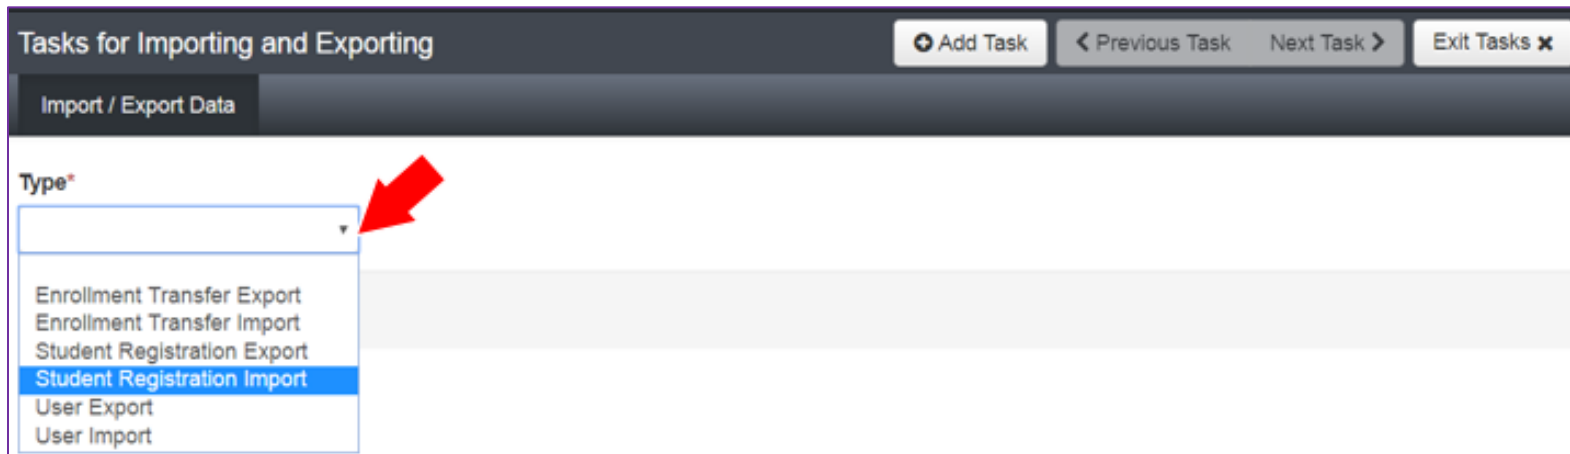 Tasks for Importing and Exporting
Add Task
Previous Task
Next Task
Exit Tasks
Import / Export Data
Type*
Enrollment Transfer Export
Enrollment Transfer Import
Student Registration Export
Student Registration Import
User Export
User Import